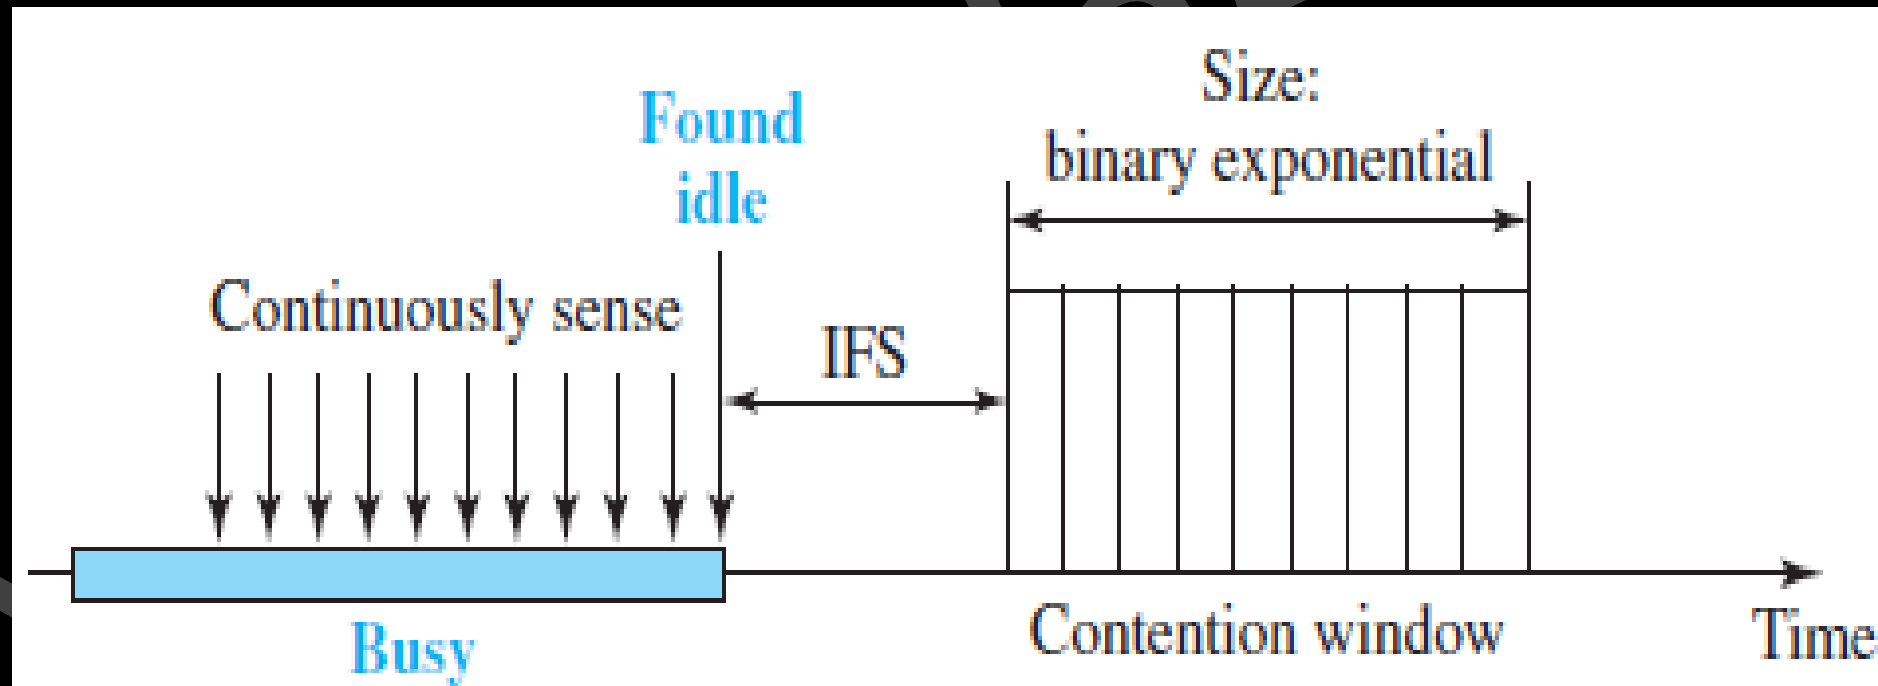 Size:
binary exponential
Found
idle
Continuously sense
IFS
Contention window
Time
Busy